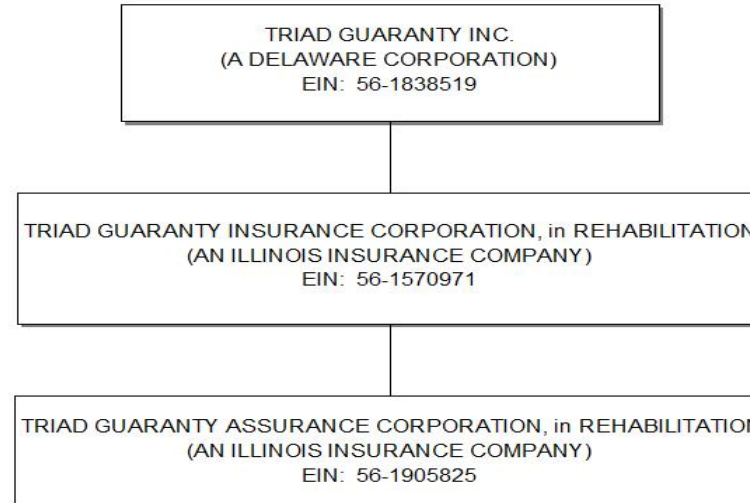 TRIAD GUARANTY INC.
(A DELAWARE CORPORATION)
EIN: 56-1838519
TRIAD GUARANTY INSURANCE CORPORATION, in REHABILITATION
(AN ILLINOIS INSURANCE COMPANY)
EIN: 56-1570971
TRIAD GUARANTY ASSURANCE CORPORATION, in REHABILITATION
(AN ILLINOIS INSURANCE COMPANY)
EIN: 56-1905825